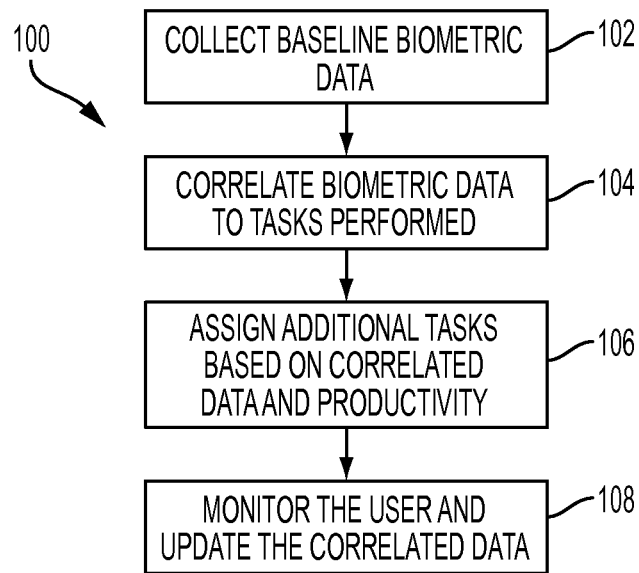 100
COLLECT BASELINE BIOMETRIC
DATA
102
CORRELATE BIOMETRIC DATA
TO TASKS PERFORMED
104
ASSIGN ADDITIONAL TASKS
BASED ON CORRELATED
DATA AND PRODUCTIVITY
106
MONITOR THE USER AND
UPDATE THE CORRELATED DATA
108